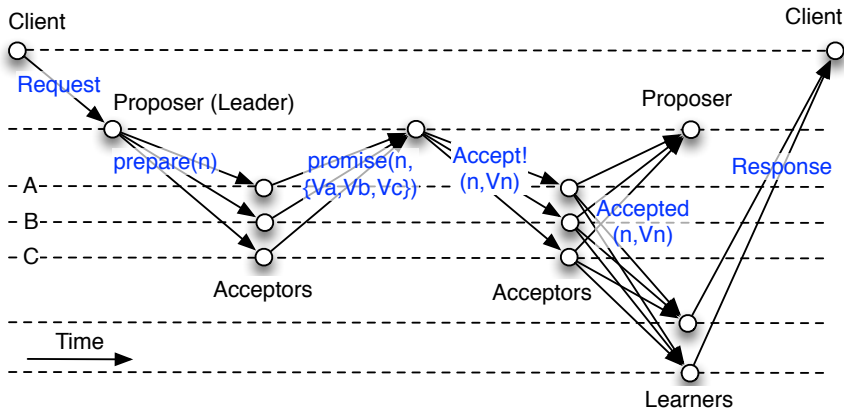 Client
Client
Request
Proposer (Leader)
Proposer
prepare(n)
promise(n,
{Va,Vb,Vc})
Accept!
(n,Vn)
Response
A
B
C
Accepted
(n,Vn)
Acceptors
Acceptors
Time
Learners